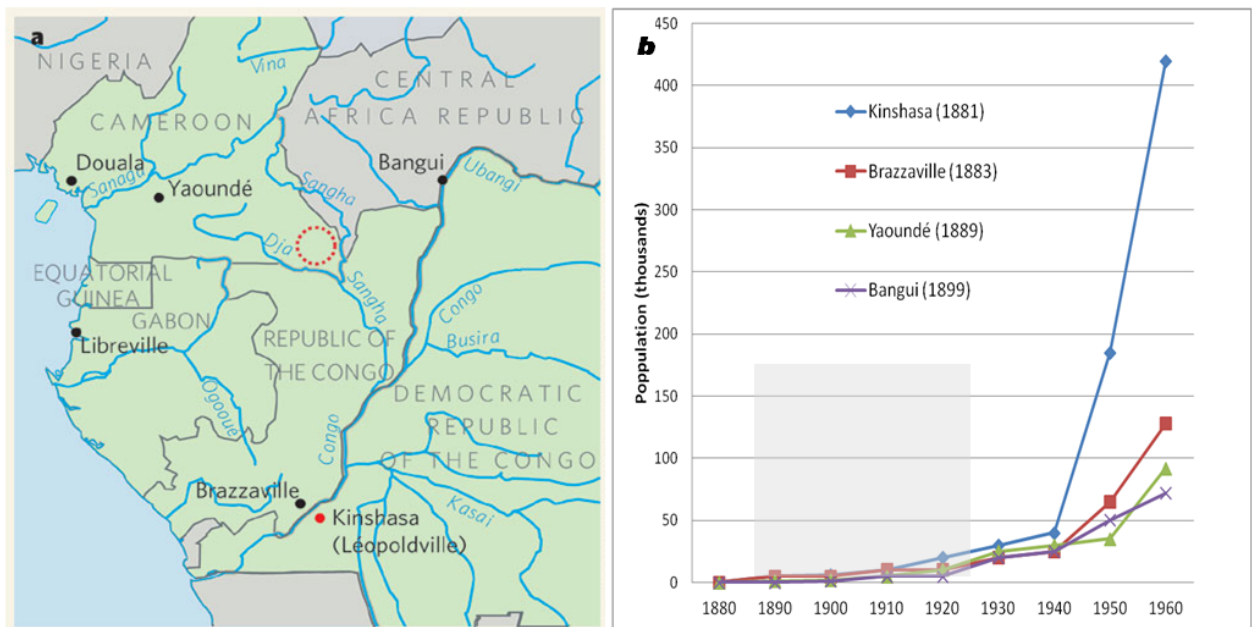 a
NIGERIA
Vina
CENTRAL
AFRICA REPUBLIC
CAMEROON
Douala
Sanaga
Yaoundé
Bangui
Ubangi
Sangha
Dja
Sangha
EQUATORIAL
GUINEA
GABON
Libreville
REPUBLIC OF
THE CONGO
Congo
Busira
Ogooue
DEMOCRATIC
REPUBLIC
OF THE CONGO
Congo
Brazzaville
Kasai
Kinshasa
(Léopoldville)
b
Poppulation (thousands)
450
400
350
300
250
200
150
100
50
0
Kinshasa (1881)
Brazzaville (1883)
Yaoundé (1889)
Bangui (1899)
1880 1890 1900 1910 1920 1930 1940 1950 1960